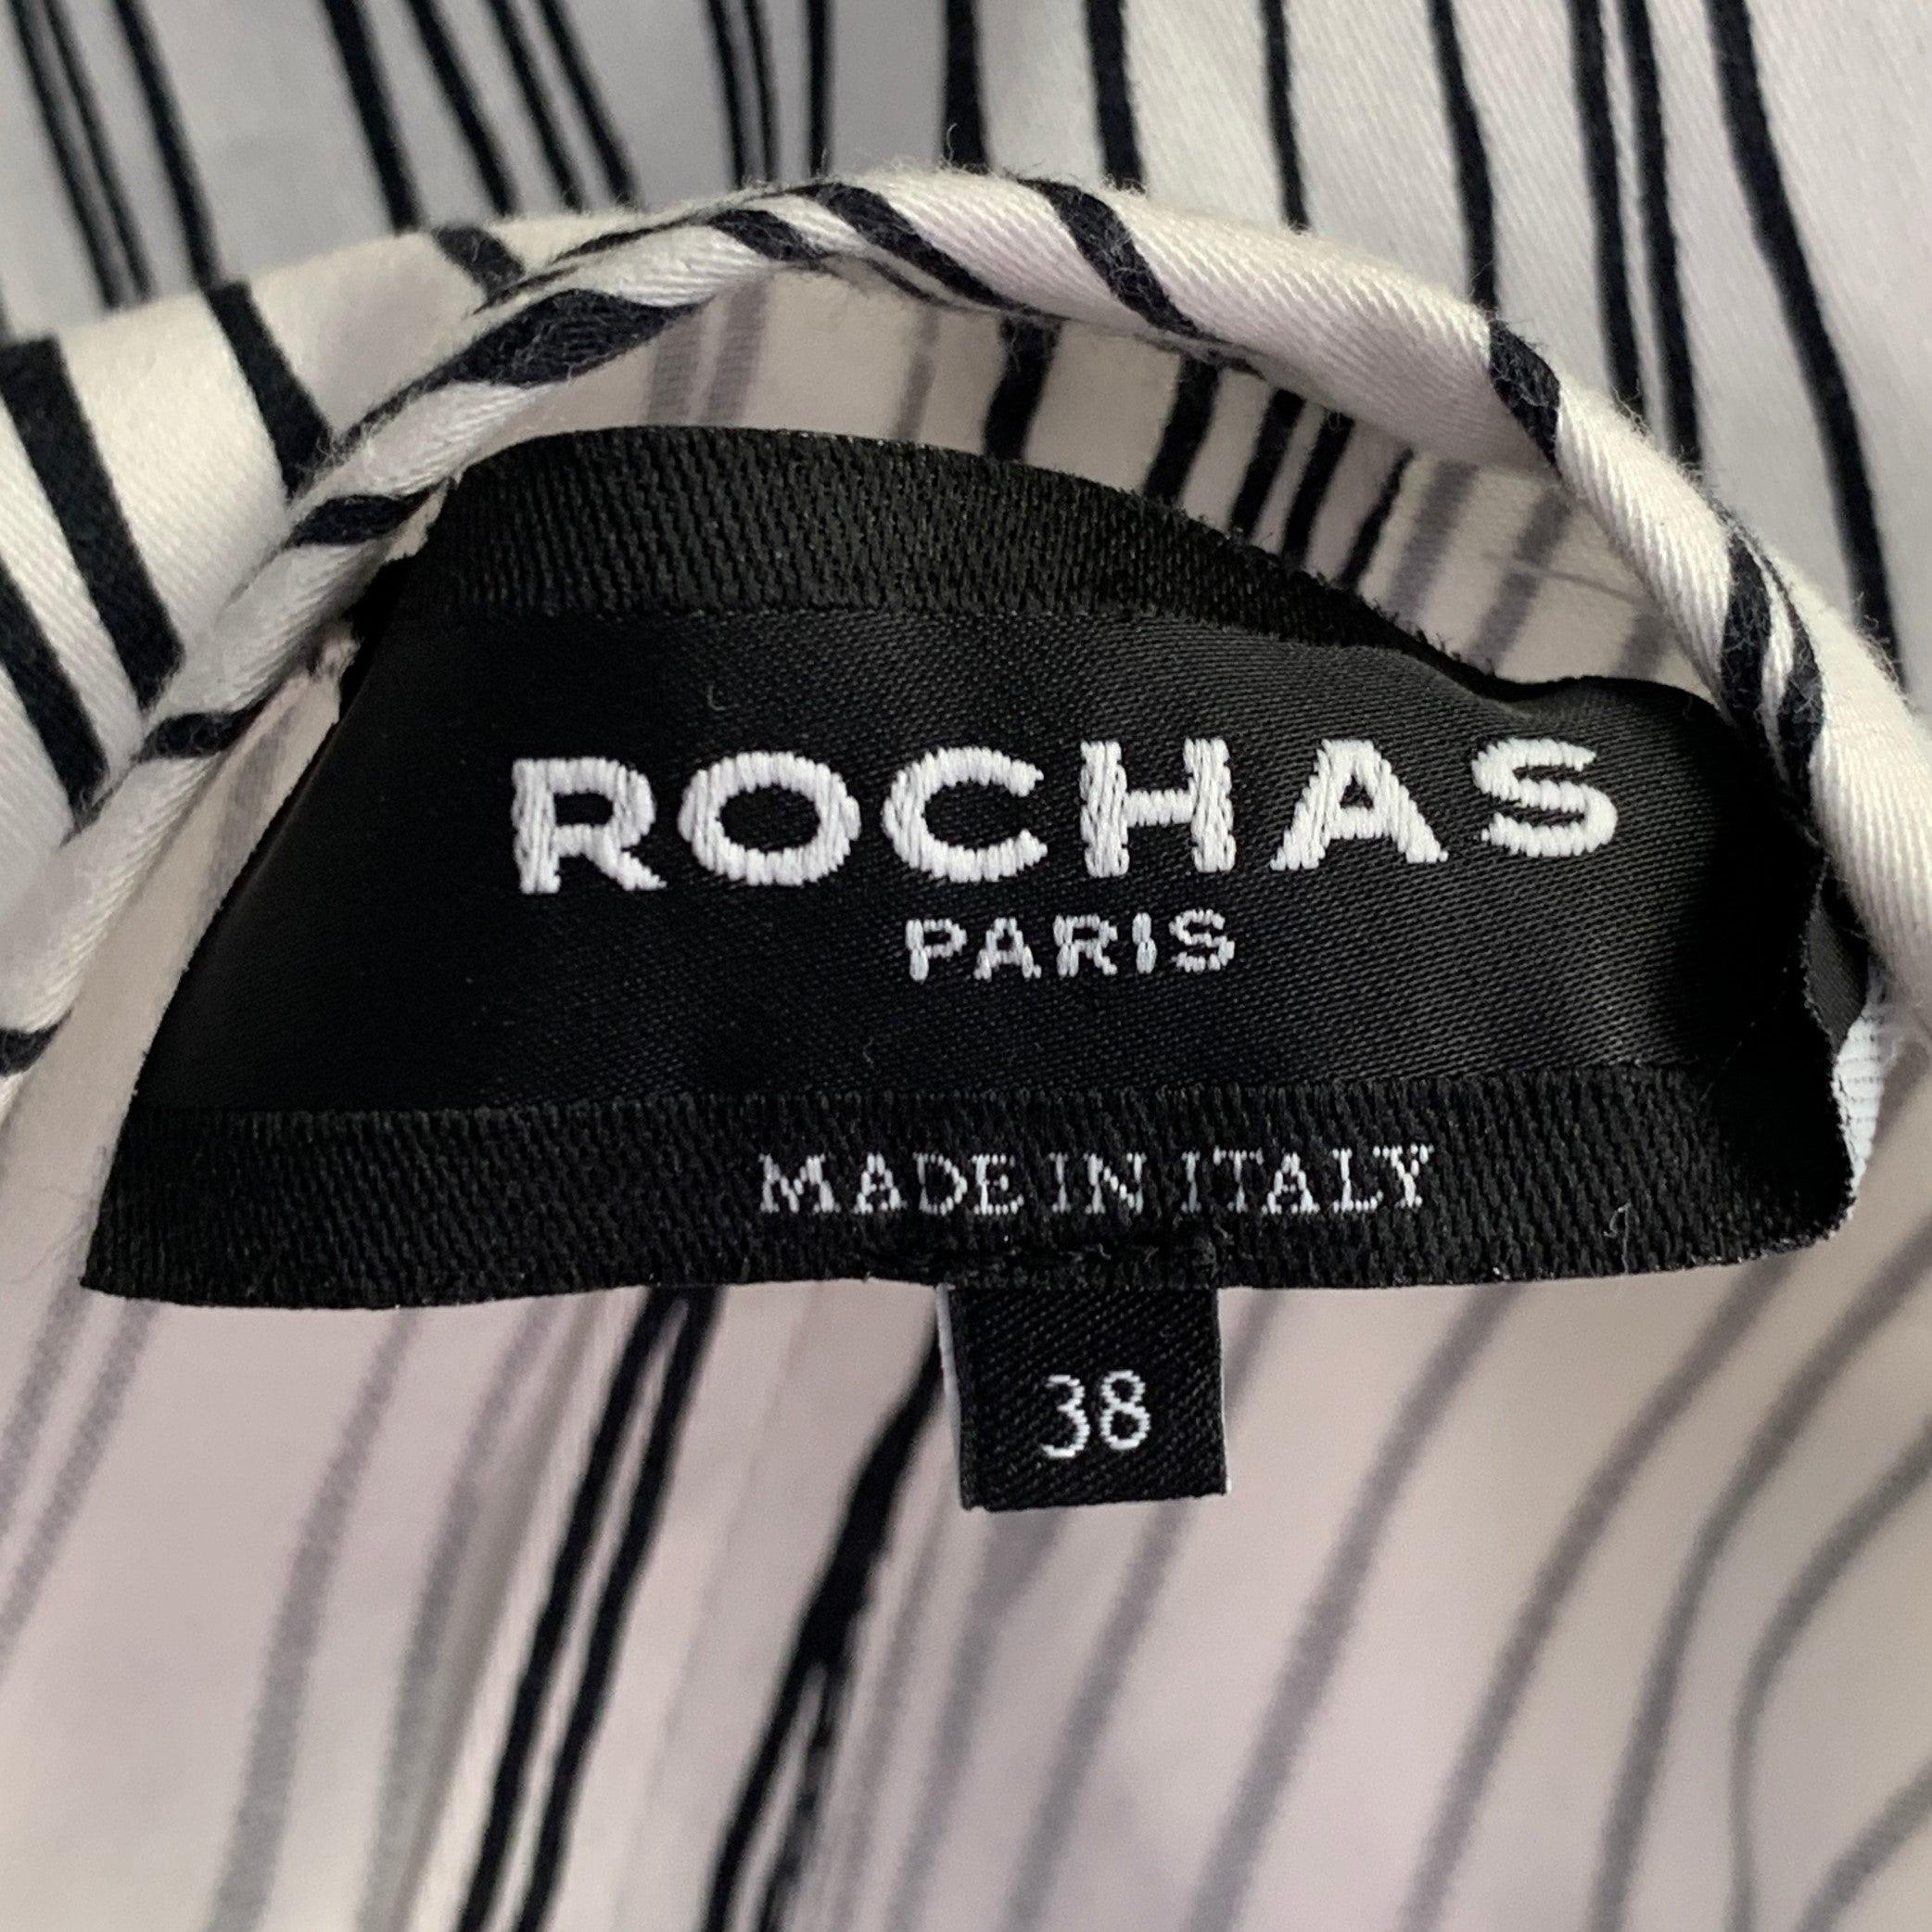 ROCHAS
PARIS
MADE IN ITALY
38